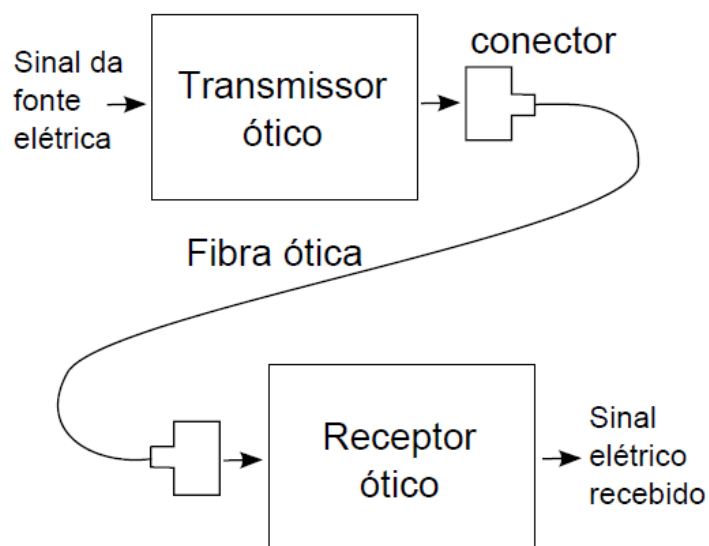 Sinal da
fonte
elétrica
Transmissor
ótico
conector
Fibra ótica
Receptor
ótico
Sinal
elétrico
recebido